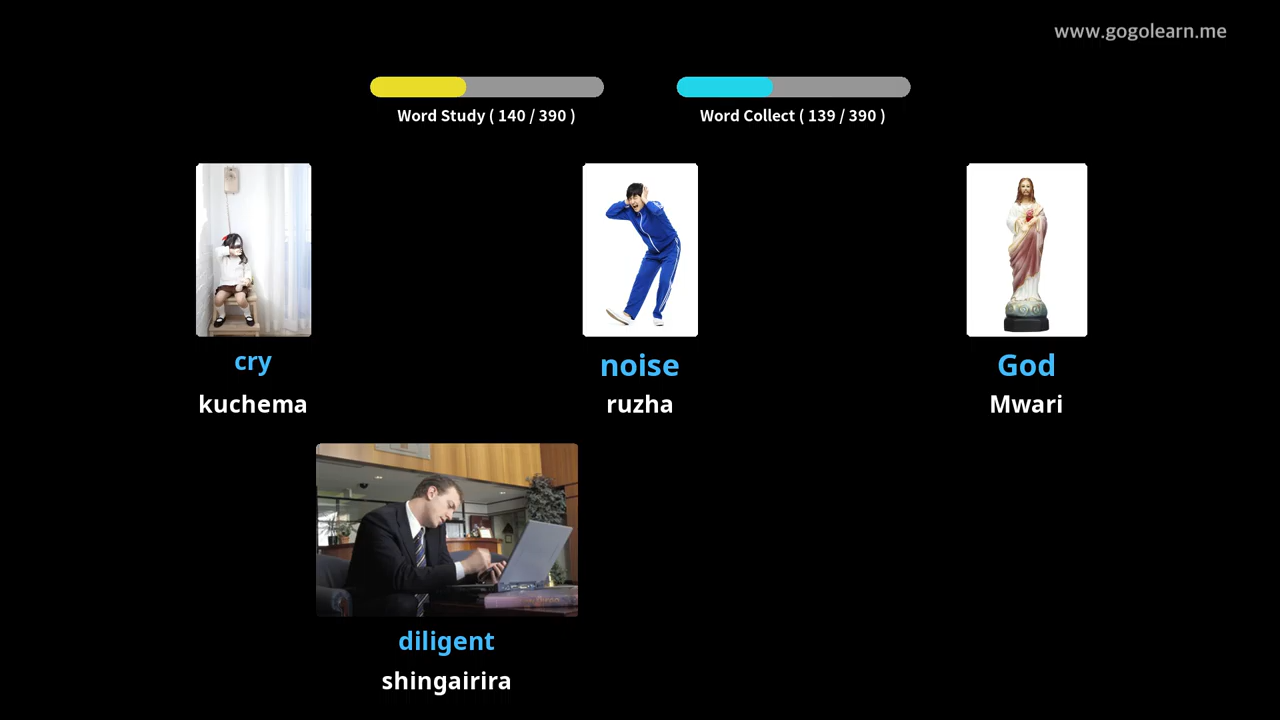 www.gogolearn.me
Word Study ( 140 / 390 )
Word Collect ( 139 / 390 )
cry
kuchema
noise
ruzha
God
Mwari
diligent
shingairira